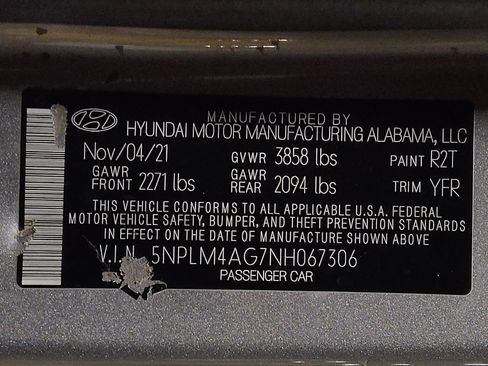 MANUFACTURED BY
HYUNDAI MOTOR MANUFACTURING ALABAMA, LLC
Nov/04/21 GVWR 3858 lbs PAINT R2T
GAWR FRONT 2271 lbs GAWR REAR 2094 lbs TRIM YFR
THIS VEHICLE CONFORMS TO ALL APPLICABLE U.S.A. FEDERAL
MOTOR VEHICLE SAFETY, BUMPER, AND THEFT PREVENTION STANDARDS
IN EFFECT ON THE DATE OF MANUFACTURE SHOWN ABOVE
V.I.N. 5NPLM4AG7NH067306
PASSENGER CAR